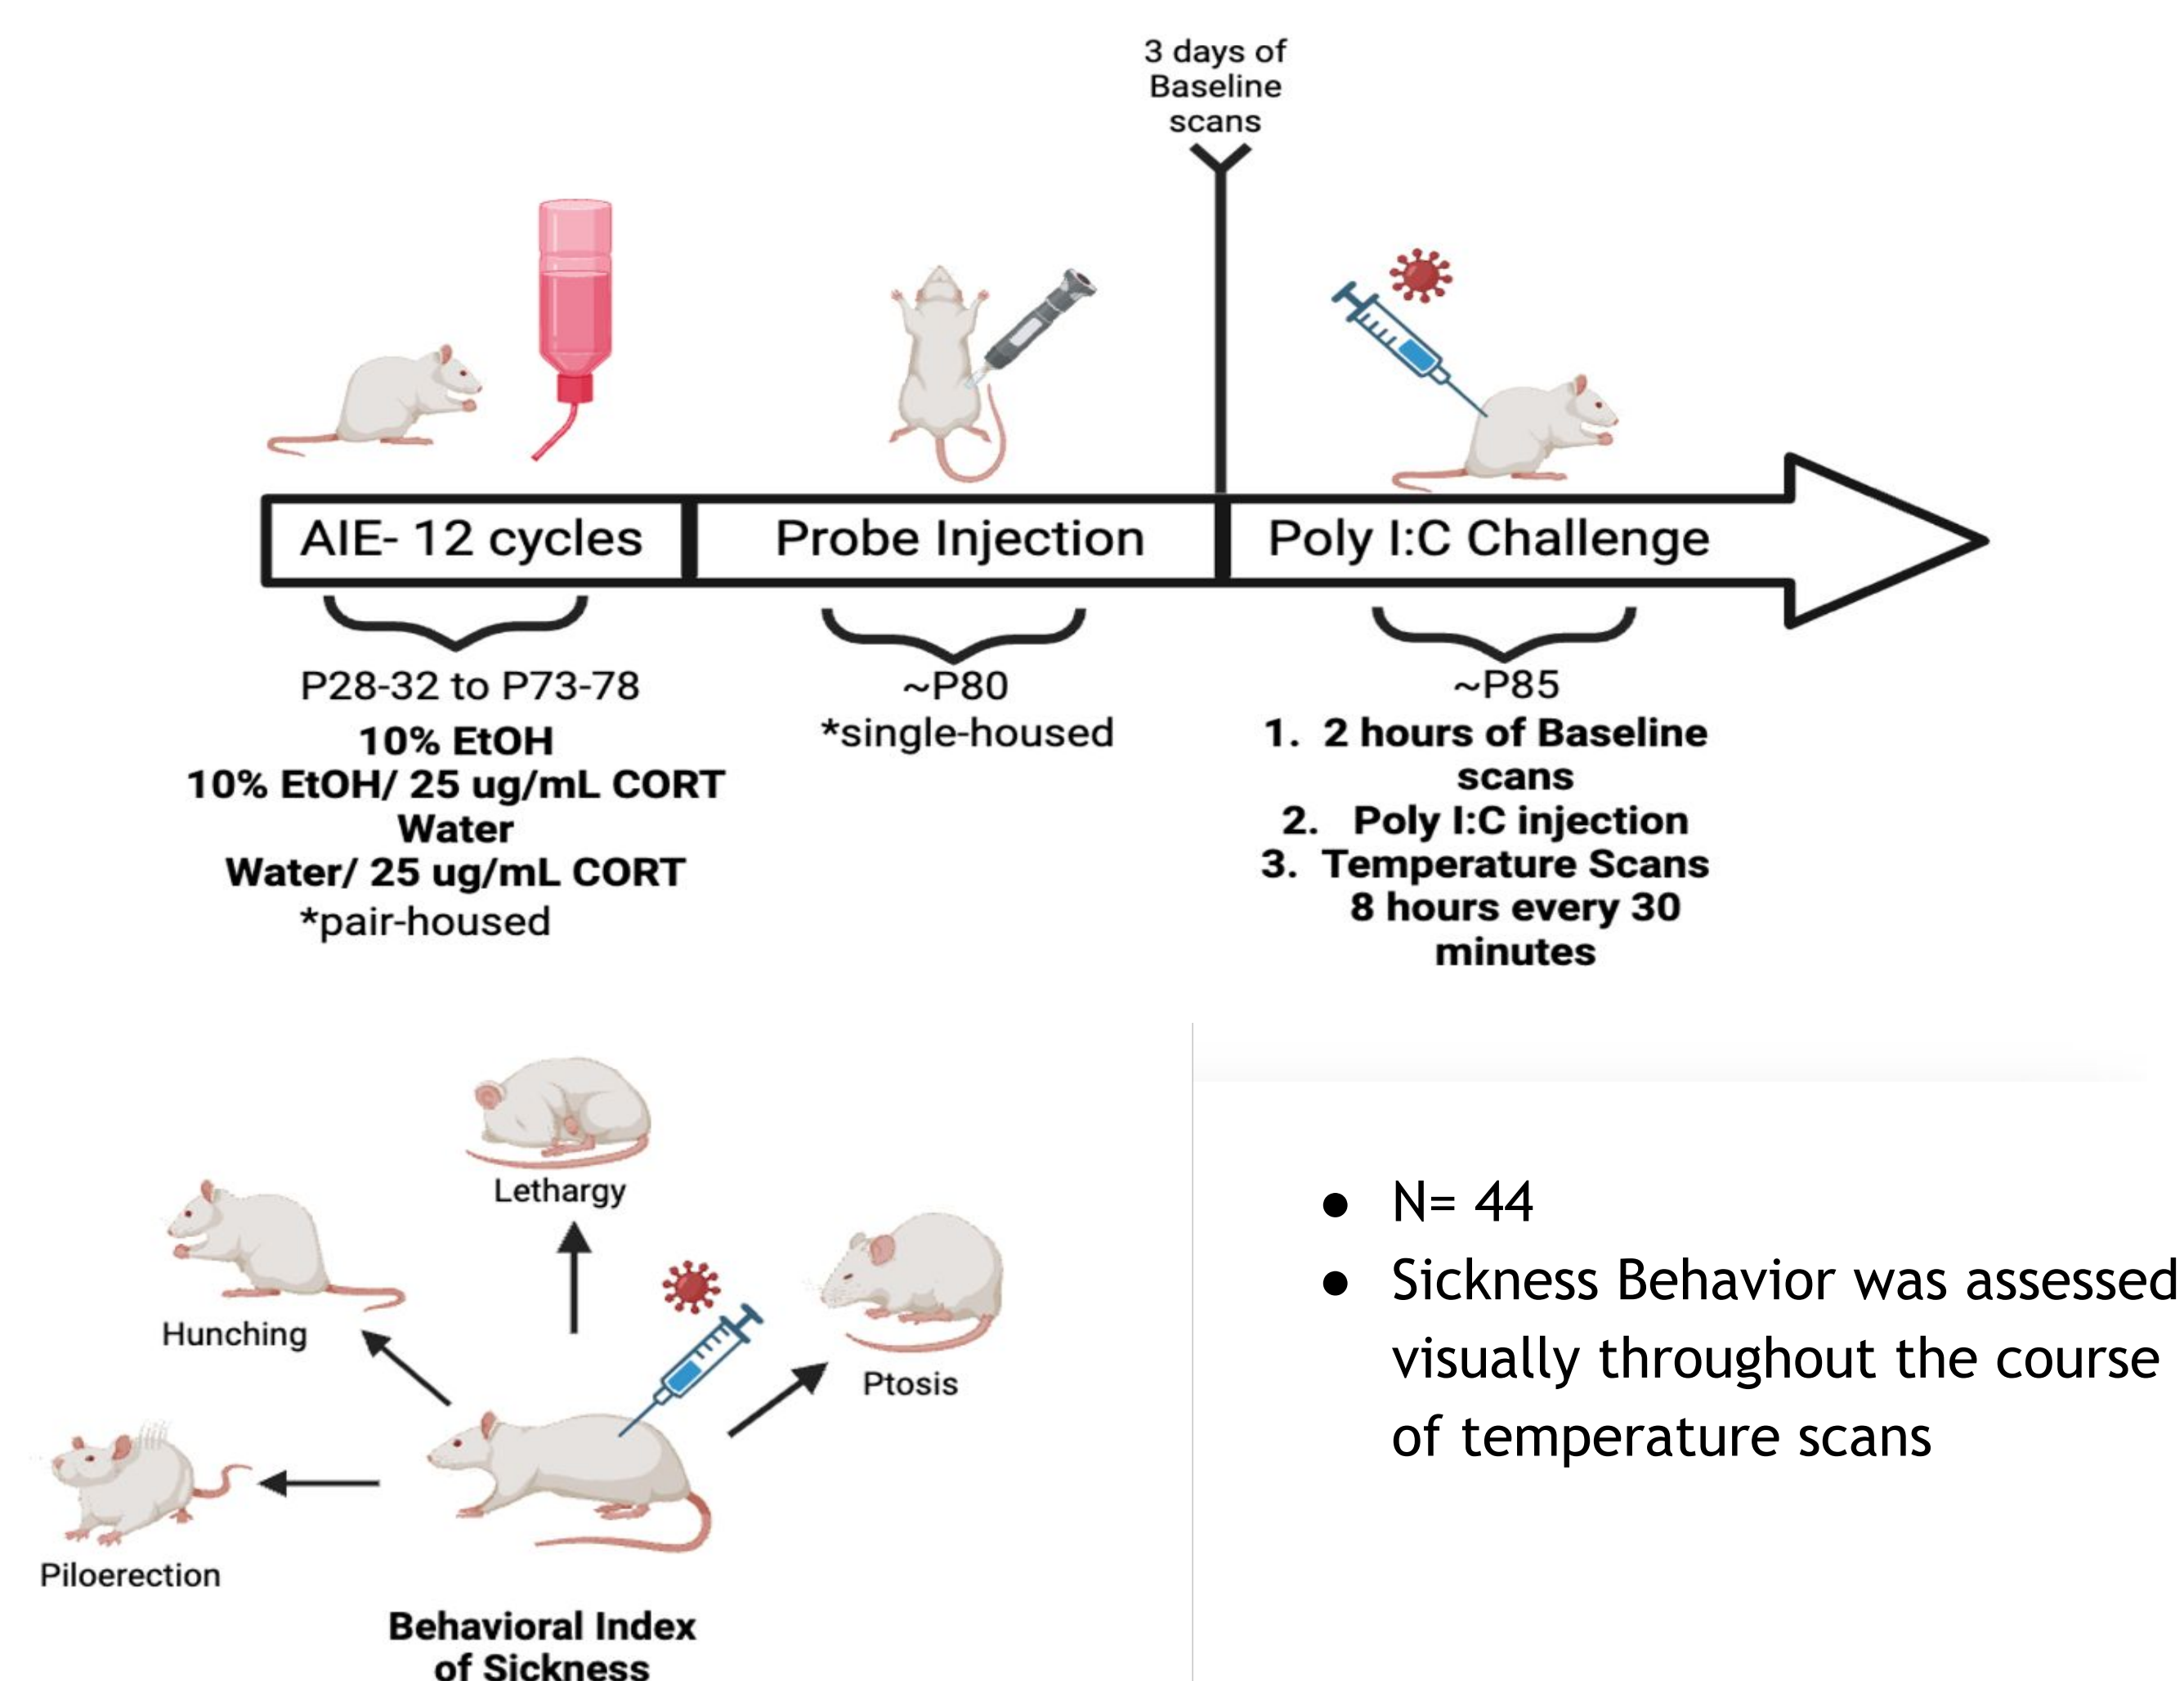 3 days of
Baseline
scans
AIE- 12 cycles
Probe Injection
Poly I:C Challenge
P28-32 to P73-78
10% EtOH
10% EtOH/ 25 ug/mL CORT
Water
Water/ 25 ug/mL CORT
*pair-housed
~P80
*single-housed
~P85
1. 2 hours of Baseline
scans
2. Poly I:C injection
3. Temperature Scans
8 hours every 30
minutes
Lethargy
Hunching
Ptosis
Piloerection
Behavioral Index
of Sickness
● N= 44
● Sickness Behavior was assessed
visually throughout the course
of temperature scans